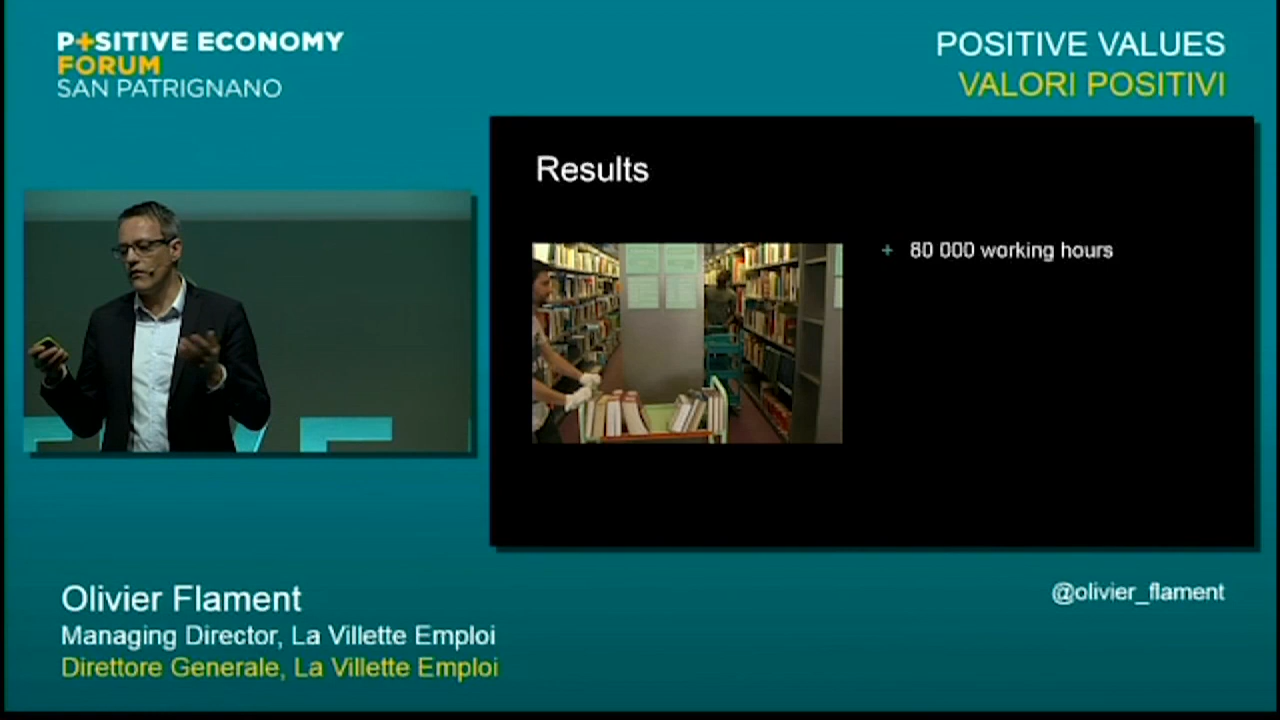 P+SITIVE ECONOMY
FORUM
SAN PATRIGNANO
POSITIVE VALUES
VALORI POSITIVI
Results
+ 80 000 working hours
Olivier Flament
Managing Director, La Villette Emploi
Direttore Generale, La Villette Emploi
@olivier_flament